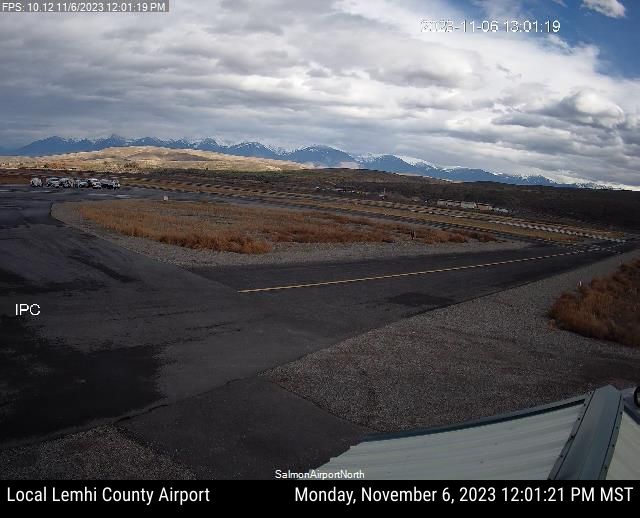 FPS: 10.12 11/6/2023 12:01:19 PM
2023-11-06 13:01:19
IPC
SalmonAirportNorth
Local Lemhi County Airport Monday, November 6, 2023 12:01:21 PM MST